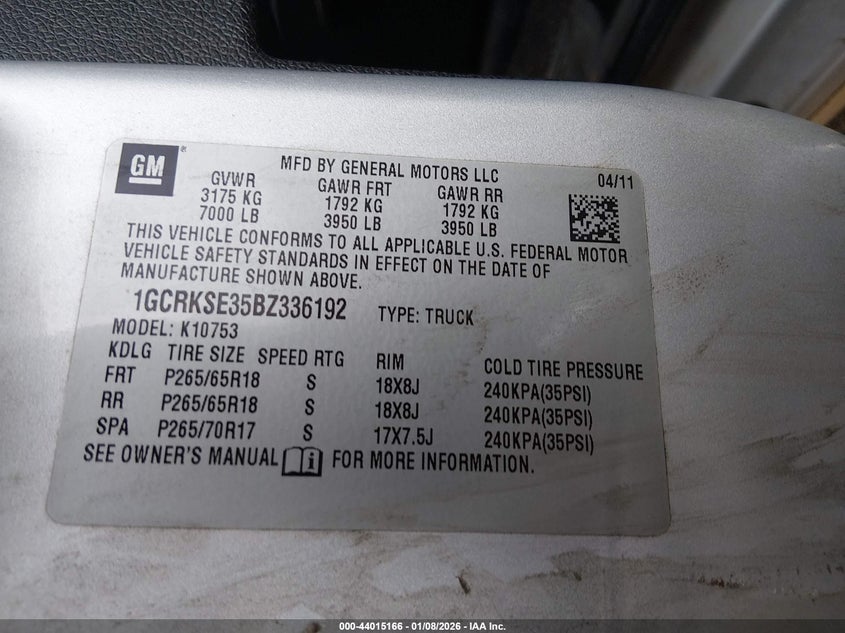 GM ®
MFD BY GENERAL MOTORS LLC
GVWR GAWR FRT GAWR RR 04/11
3175 KG 1792 KG 1792 KG
7000 LB 3950 LB 3950 LB
THIS VEHICLE CONFORMS TO ALL APPLICABLE U.S. FEDERAL MOTOR
VEHICLE SAFETY STANDARDS IN EFFECT ON THE DATE OF
MANUFACTURE SHOWN ABOVE.
1GCRKSE35BZ336192 TYPE: TRUCK
MODEL: K10753
KDLG TIRE SIZE SPEED RTG RIM COLD TIRE PRESSURE
FRT P265/65R18 S 18X8J 240KPA(35PSI)
RR P265/65R18 S 18X8J 240KPA(35PSI)
SPA P265/70R17 S 17X7.5J 240KPA(35PSI)
SEE OWNER'S MANUAL i FOR MORE INFORMATION.
000-44015166 - 01/08/2026 - IAA Inc.